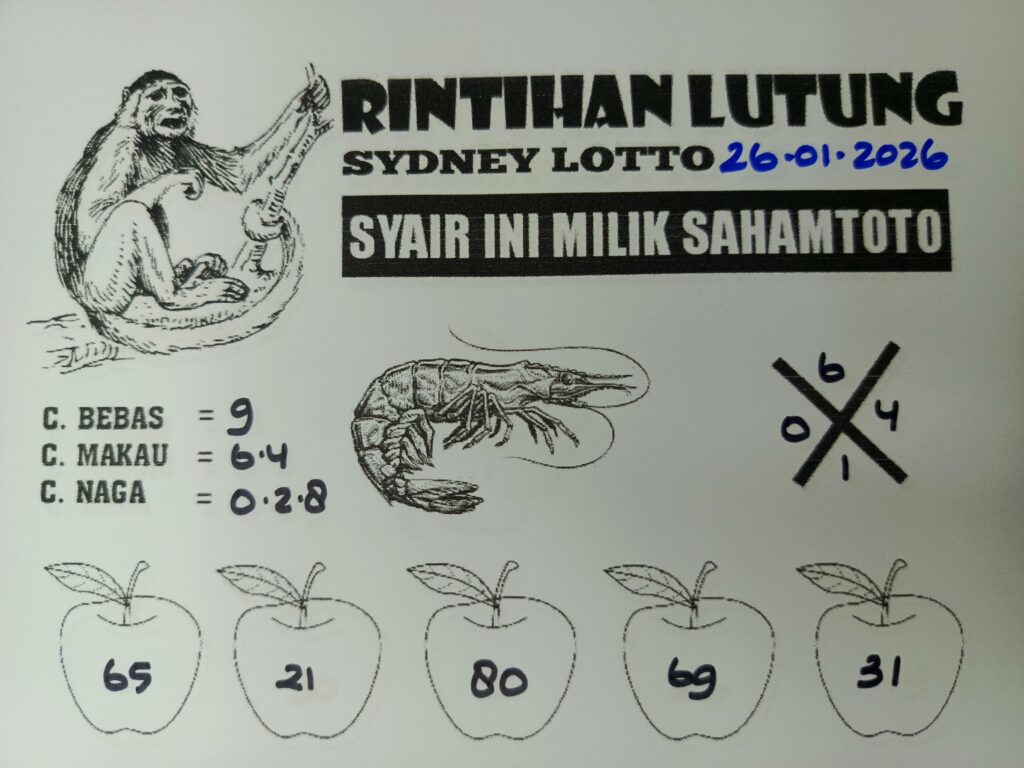 RINTIHAN LUTUNG
SYDNEY LOTTO 26.01.2026
SYAIR INI MILIK SAHAMTOTO
C. BEBAS = 9
C. MAKAU = 6.4
C. NAGA = 0.2.8
6
0 4
1
65 21 80 69 31